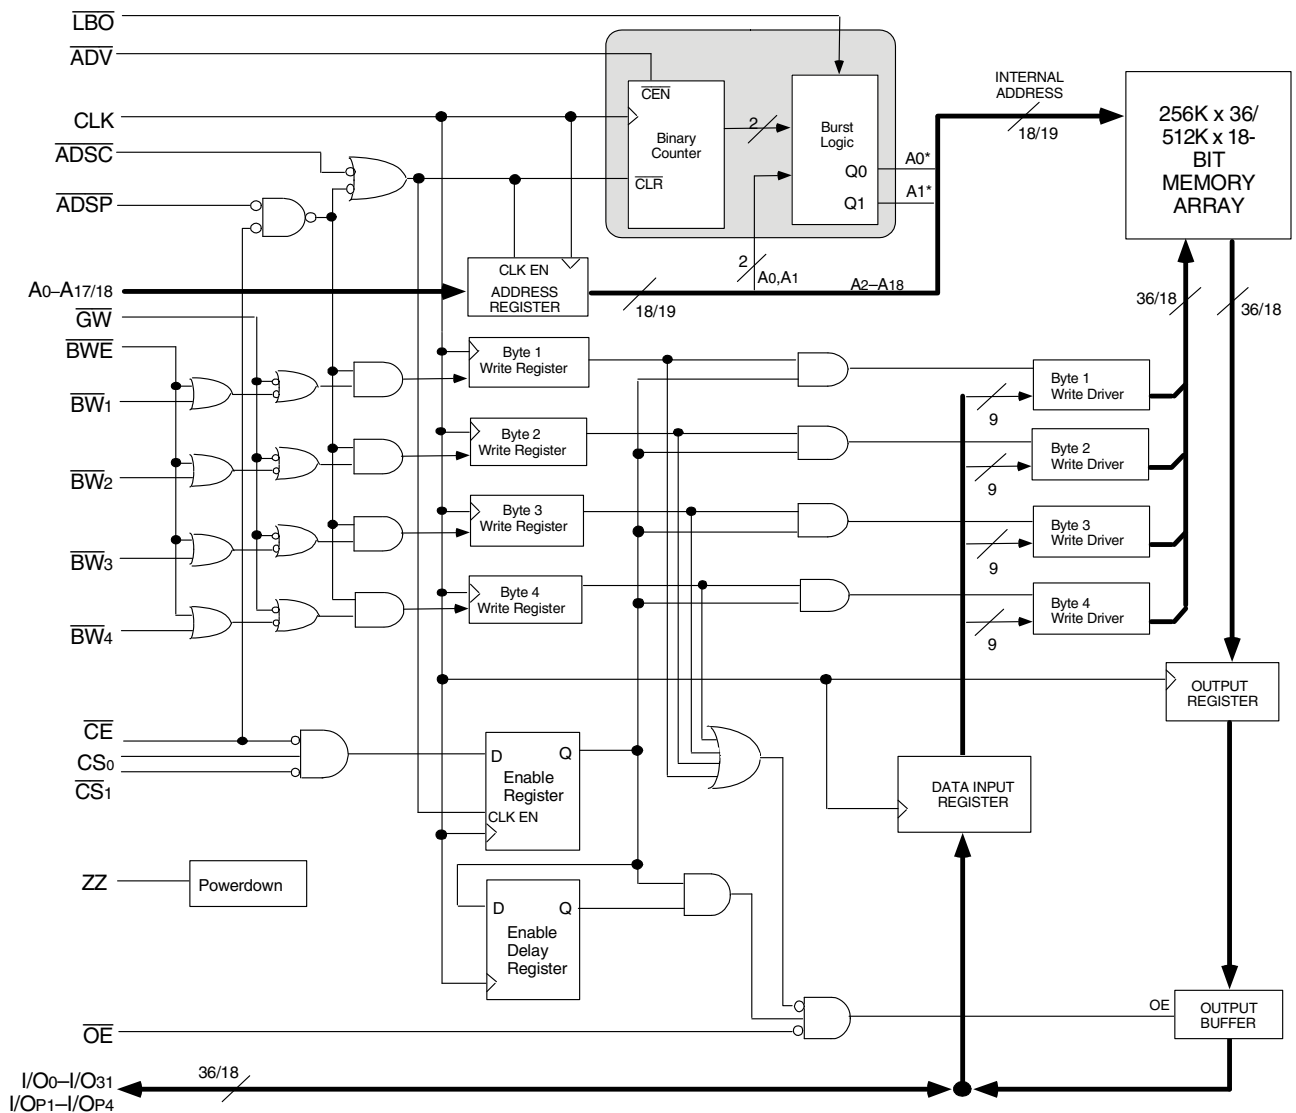 LBO
ADV
CLK
ADSC
ADSP
A0–A17/18
GW
BWE
BW1
BW2
BW3
BW4
CE
CS0
CS1
ZZ
OE
I/O0–I/O31
I/OP1–I/OP4
36/18
CEN
Binary
Counter
CLR
2
Burst
Logic
Q0
Q1
A0*
A1*
2
A0,A1
A2–A18
INTERNAL
ADDRESS
18/19
256K x 36/
512K x 18-
BIT
MEMORY
ARRAY
CLK EN
ADDRESS
REGISTER
18/19
36/18
36/18
Byte 1
Write Register
Byte 2
Write Register
Byte 3
Write Register
Byte 4
Write Register
9
Byte 1
Write Driver
9
Byte 2
Write Driver
9
Byte 3
Write Driver
9
Byte 4
Write Driver
OUTPUT
REGISTER
D
Q
Enable
Register
CLK EN
DATA INPUT
REGISTER
Powerdown
D
Q
Enable
Delay
Register
OE
OUTPUT
BUFFER